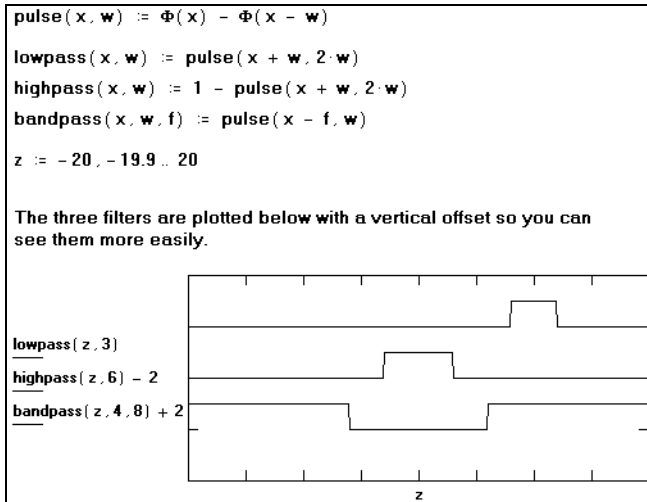 pulse(x,w) := Φ(x) − Φ(x − w)
lowpass(x,w) := pulse(x + w,2·w)
highpass(x,w) := 1 − pulse(x + w,2·w)
bandpass(x,w,f) := pulse(x − f,w)
z := −20,−19.9.. 20
The three filters are plotted below with a vertical offset so you can
see them more easily.
lowpass(z,3)
highpass(z,6) − 2
bandpass(z,4,8) + 2
z